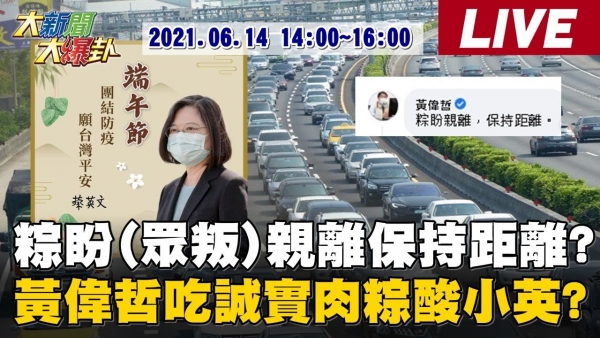 大新聞
大爆卦
2021.06.14 14:00~16:00
LIVE
端午節
團結防疫
願台灣平安
蔡英文
黃偉哲
粽盼親離，保持距離。
粽盼(眾叛)親離保持距離?
黃偉哲吃誠實肉粽酸小英?